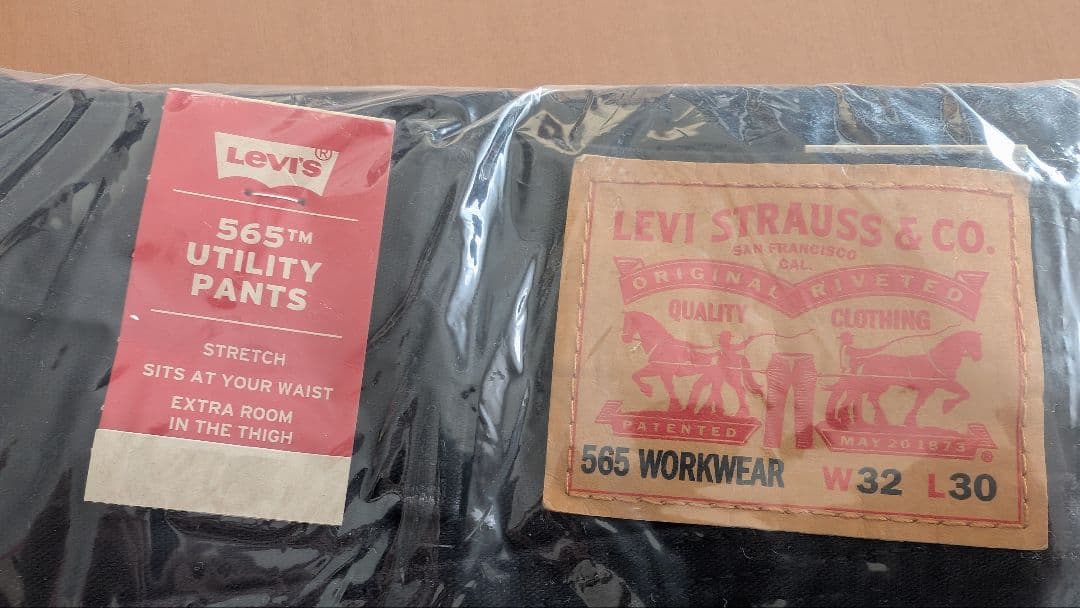 LEVI'S®
565™
UTILITY
PANTS
STRETCH
SITS AT YOUR WAIST
EXTRA ROOM
IN THE THIGH
LEVI STRAUSS & CO.
SAN FRANCISCO
CAL.
ORIGINAL RIVETED
QUALITY CLOTHING
PATENTED MAY 20 1873 ®
565 WORKWEAR W32 L30